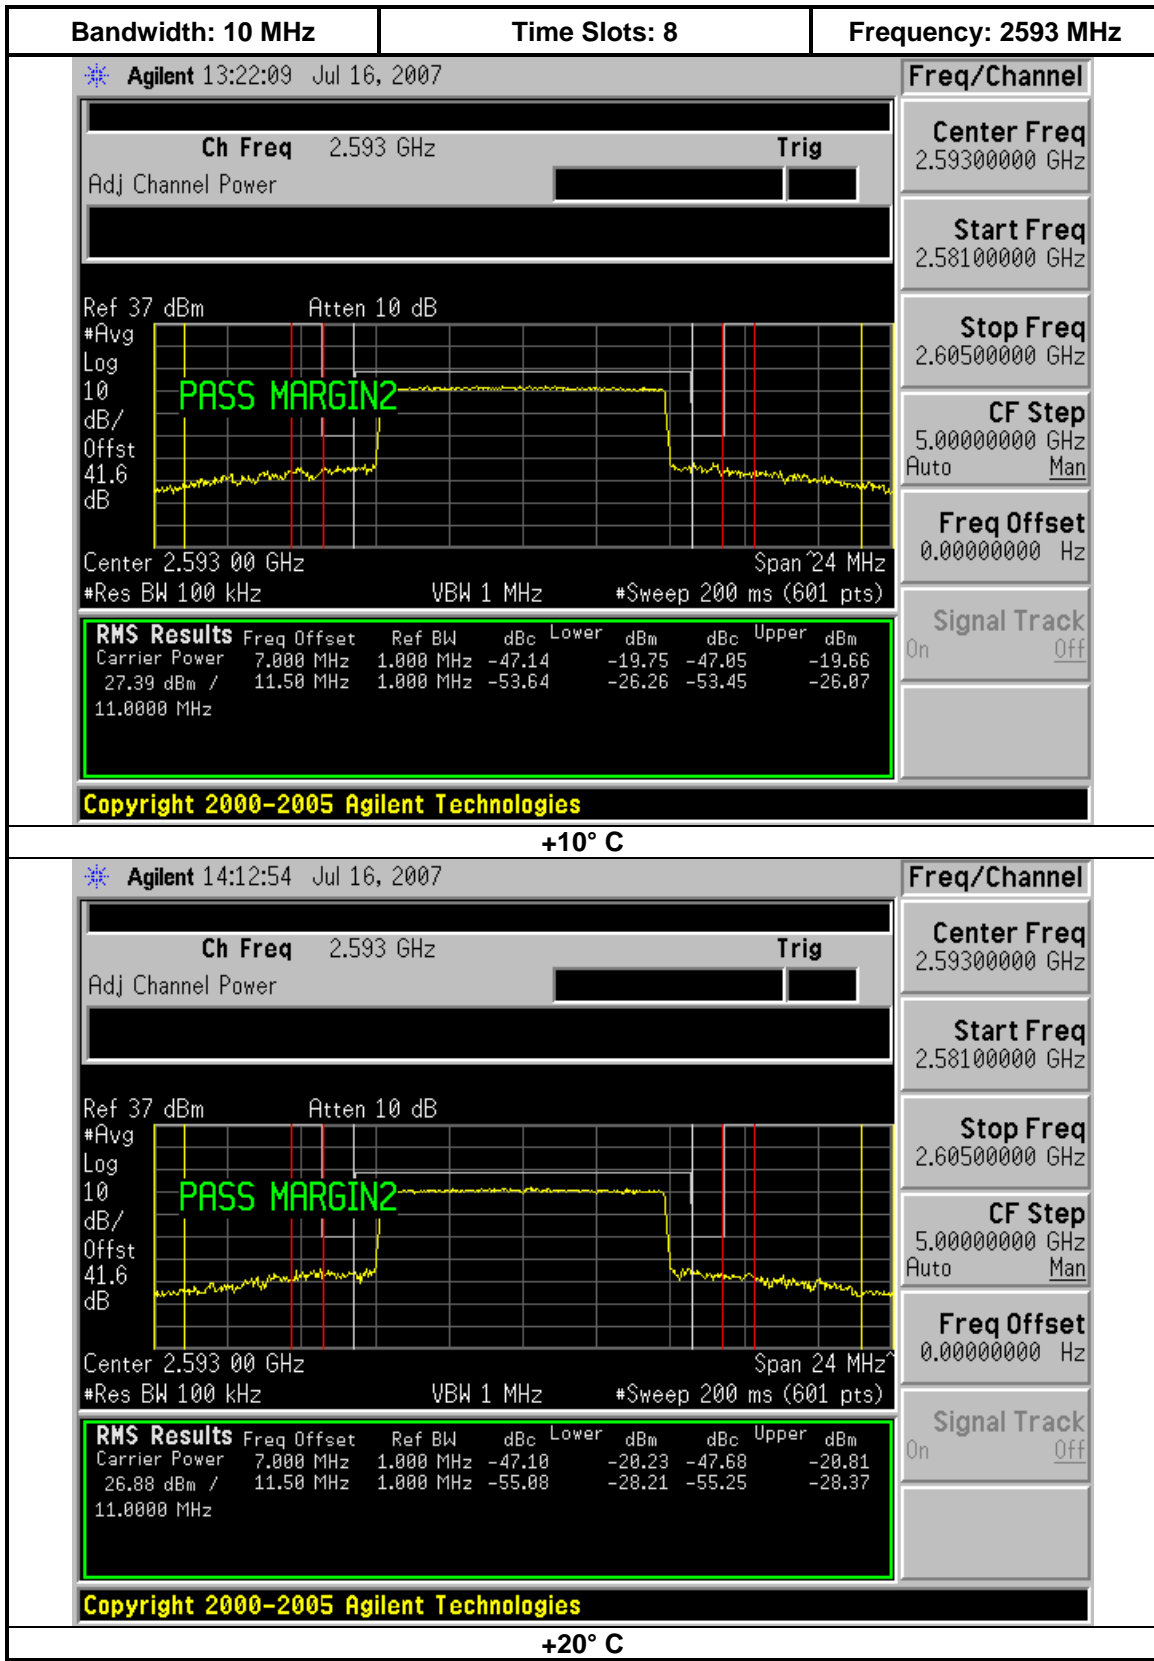 Bandwidth: 10 MHz Time Slots: 8 Frequency: 2593 MHz
Agilent 13:22:09 Jul 16, 2007 Freq/Channel
Ch Freq 2.593 GHz Trig
Adj Channel Power
Center Freq
2.59300000 GHz
Start Freq
2.58100000 GHz
Stop Freq
2.60500000 GHz
CF Step
5.00000000 GHz
Auto Man
Freq Offset
0.00000000 Hz
Signal Track
On Off
Ref 37 dBm Atten 10 dB
#Avg
Log
10
dB/
Offst
41.6
dB
PASS MARGIN2
Center 2.593 00 GHz Span 24 MHz
#Res BW 100 kHz VBW 1 MHz #Sweep 200 ms (601 pts)
RMS Results Freq Offset Ref BW dBc Lower dBm dBc Upper dBm
Carrier Power 7.000 MHz 1.000 MHz -47.14 -19.75 -47.05 -19.66
27.39 dBm / 11.50 MHz 1.000 MHz -53.64 -26.26 -53.45 -26.07
11.0000 MHz
Copyright 2000-2005 Agilent Technologies
+10° C
Agilent 14:12:54 Jul 16, 2007 Freq/Channel
Ch Freq 2.593 GHz Trig
Adj Channel Power
Center Freq
2.59300000 GHz
Start Freq
2.58100000 GHz
Stop Freq
2.60500000 GHz
CF Step
5.00000000 GHz
Auto Man
Freq Offset
0.00000000 Hz
Signal Track
On Off
Ref 37 dBm Atten 10 dB
#Avg
Log
10
dB/
Offst
41.6
dB
PASS MARGIN2
Center 2.593 00 GHz Span 24 MHz^
#Res BW 100 kHz VBW 1 MHz #Sweep 200 ms (601 pts)
RMS Results Freq Offset Ref BW dBc Lower dBm dBc Upper dBm
Carrier Power 7.000 MHz 1.000 MHz -47.10 -20.23 -47.68 -20.81
26.88 dBm / 11.50 MHz 1.000 MHz -55.08 -28.21 -55.25 -28.37
11.0000 MHz
Copyright 2000-2005 Agilent Technologies
+20° C